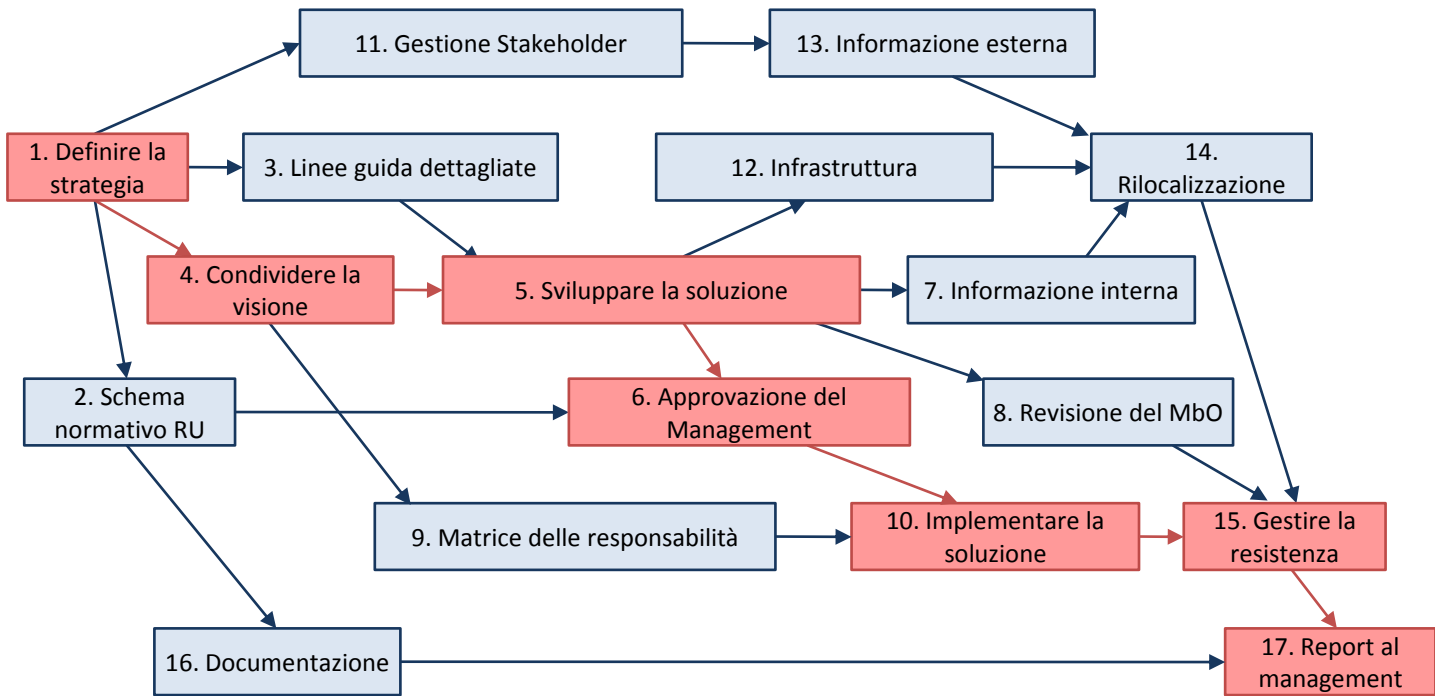 11. Gestione Stakeholder
13. Informazione esterna
1. Definire la
strategia
3. Linee guida dettagliate
12. Infrastruttura
14.
Rilocalizzazione
4. Condividere la
visione
5. Sviluppare la soluzione
7. Informazione interna
2. Schema
normativo RU
6. Approvazione del
Management
8. Revisione del MbO
9. Matrice delle responsabilità
10. Implementare la
soluzione
15. Gestire la
resistenza
16. Documentazione
17. Report al
management